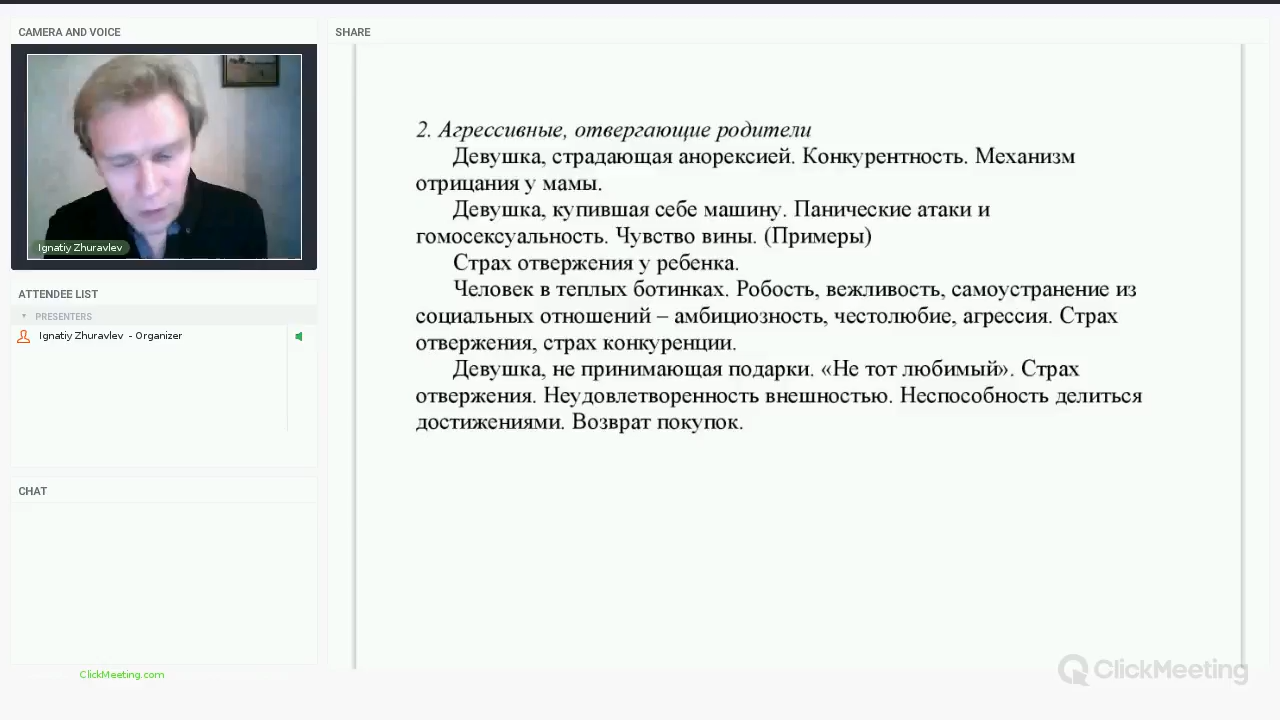 CAMERA AND VOICE
Ignatiy Zhuravlev
ATTENDEE LIST
PRESENTERS
Ignatiy Zhuravlev - Organizer
CHAT
ClickMeeting.com
SHARE
2. Агрессивные, отвергающие родители
Девушка, страдающая анорексией. Конкурентность. Механизм
отрицания у мамы.
Девушка, купившая себе машину. Панические атаки и
гомосексуальность. Чувство вины. (Примеры)
Страх отвержения у ребенка.
Человек в теплых ботинках. Робость, вежливость, самоустранение из
социальных отношений – амбициозность, честолюбие, агрессия. Страх
отвержения, страх конкуренции.
Девушка, не принимающая подарки. «Не тот любимый». Страх
отвержения. Неудовлетворенность внешностью. Неспособность делиться
достижениями. Возврат покупок.
ClickMeeting